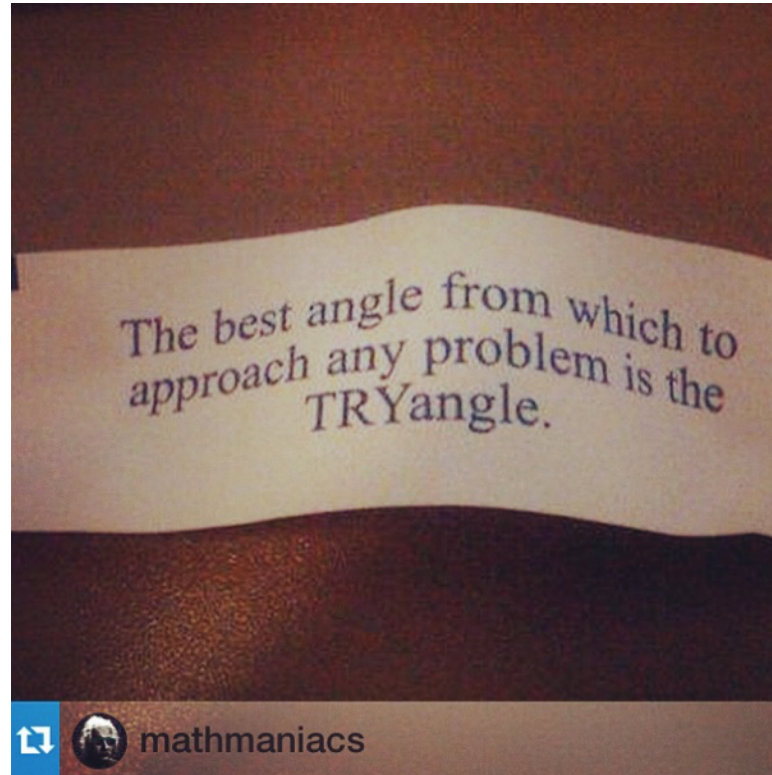 The best angle from which to
approach any problem is the
TRYangle.
mathmaniacs